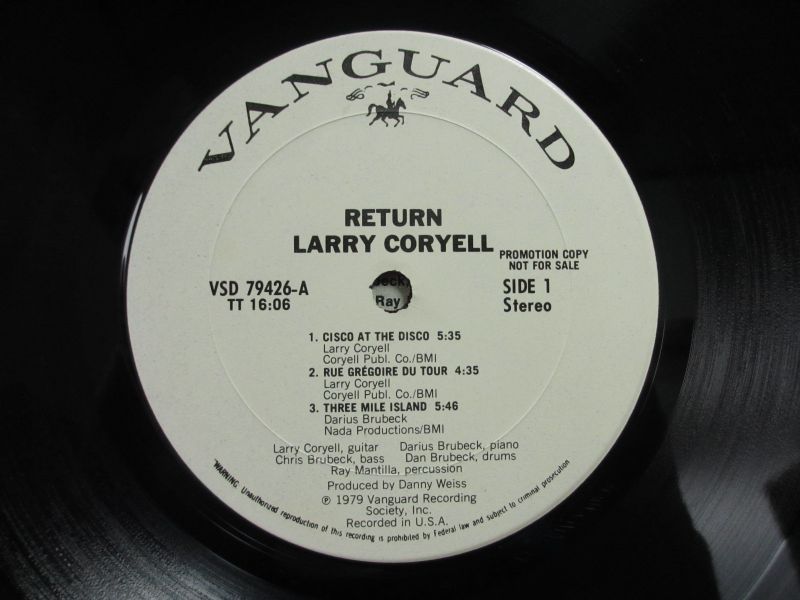 VANGUARD
RETURN
LARRY CORYELL
PROMOTION COPY
NOT FOR SALE
VSD 79426-A
TT 16:06
SIDE 1
Stereo
Ray
1. CISCO AT THE DISCO 5:35
Larry Coryell
Coryell Publ. Co./BMI
2. RUE GRÉGOIRE DU TOUR 4:35
Larry Coryell
Coryell Publ. Co./BMI
3. THREE MILE ISLAND 5:46
Darius Brubeck
Nada Productions/BMI
Larry Coryell, guitar Darius Brubeck, piano
Chris Brubeck, bass Dan Brubeck, drums
Ray Mantilla, percussion
Produced by Danny Weiss
℗ 1979 Vanguard Recording
Society, Inc.
Recorded in U.S.A.
"WARNING: Unauthorized reproduction of this recording is prohibited by Federal law and subject to criminal prosecution